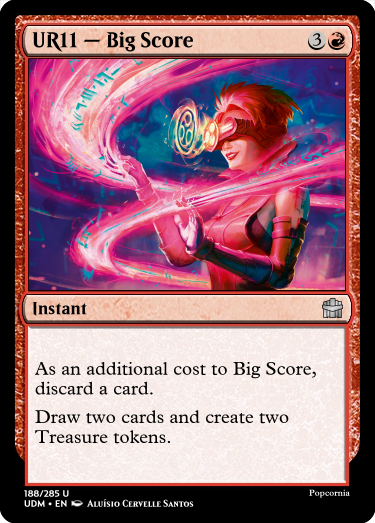 UR11 — Big Score 3
Instant
As an additional cost to Big Score,
discard a card.
Draw two cards and create two
Treasure tokens.
188/285 U
Popcornia
UDM • EN Aluísio Cervelle Santos